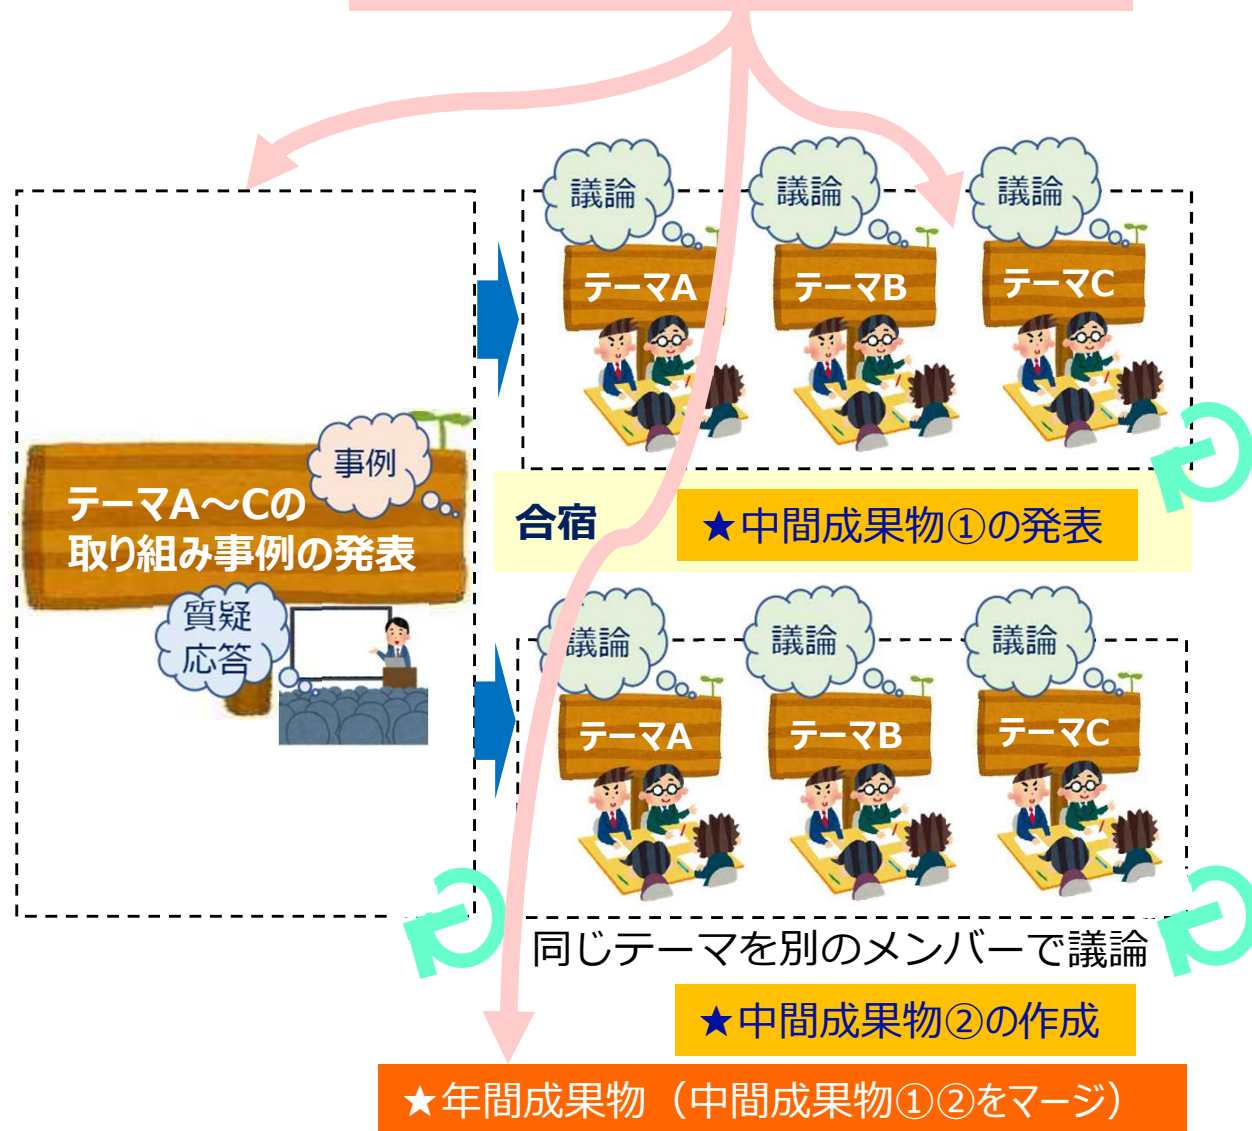 議論
議論
議論
テーマA
テーマB
テーマC
事例
テーマA～Cの
取り組み事例の発表
質疑
応答
合宿
★中間成果物①の発表
議論
議論
議論
テーマA
テーマB
テーマC
同じテーマを別のメンバーで議論
★中間成果物②の作成
★年間成果物（中間成果物①②をマージ）